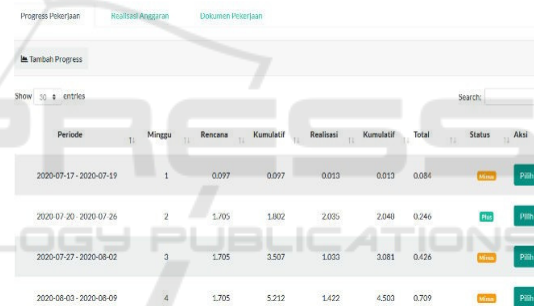 Progress Pekerjaan Realisasi Anggaran Dokumen Pekerjaan
Tambah Progress
Show 50 entries Search:
Periode Minggu Rencana Kumulatif Realisasi Kumulatif Total Status Aksi
2020-07-17 - 2020-07-19 1 0.097 0.097 0.013 0.013 0.084 Minus Pilih
2020-07-20 - 2020-07-26 2 1.705 1.802 2.035 2.048 0.246 Plus Pilih
2020-07-27 - 2020-08-02 3 1.705 3.507 1.033 3.081 0.426 Minus Pilih
2020-08-03 - 2020-08-09 4 1.705 5.212 1.422 4.503 0.709 Minus Pilih
PRESS
LOGY PUBLICATIONS